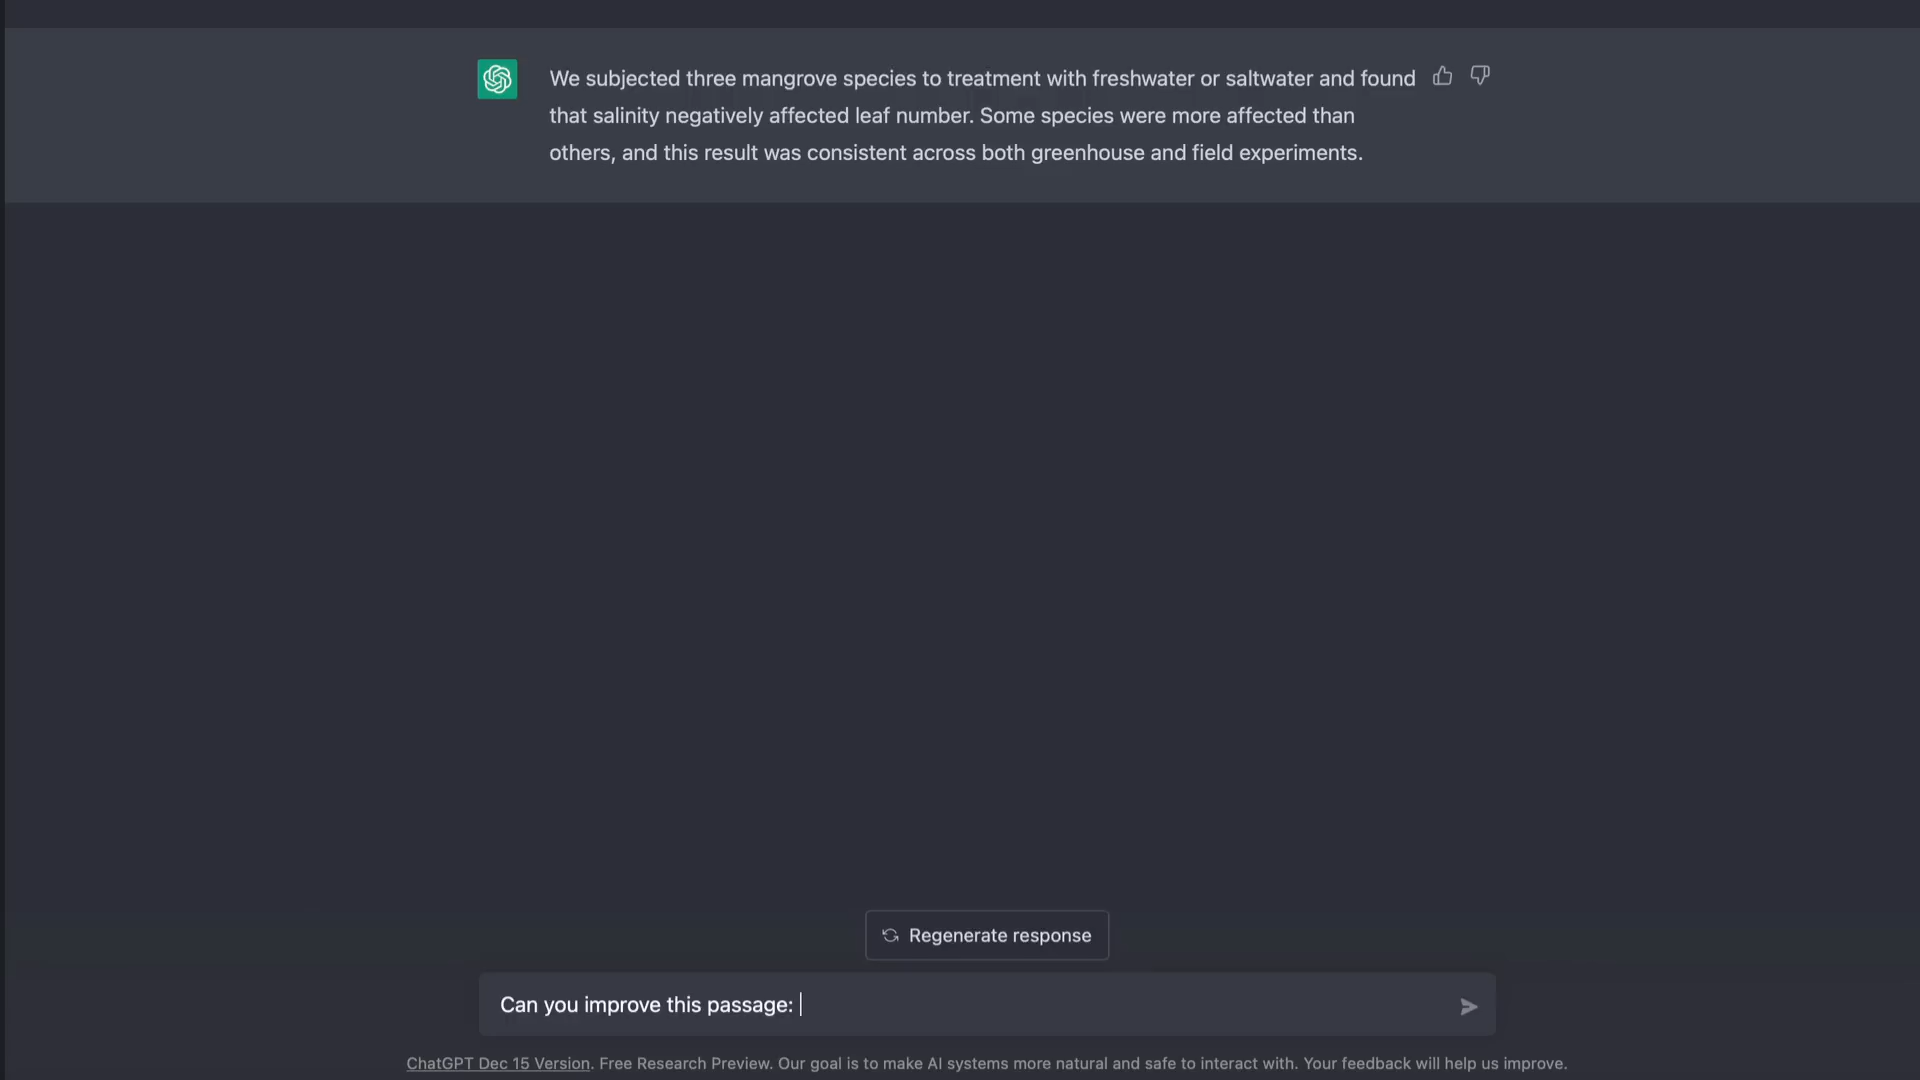 We subjected three mangrove species to treatment with freshwater or saltwater and found
that salinity negatively affected leaf number. Some species were more affected than
others, and this result was consistent across both greenhouse and field experiments.
Regenerate response
Can you improve this passage:
ChatGPT Dec 15 Version. Free Research Preview. Our goal is to make AI systems more natural and safe to interact with. Your feedback will help us improve.